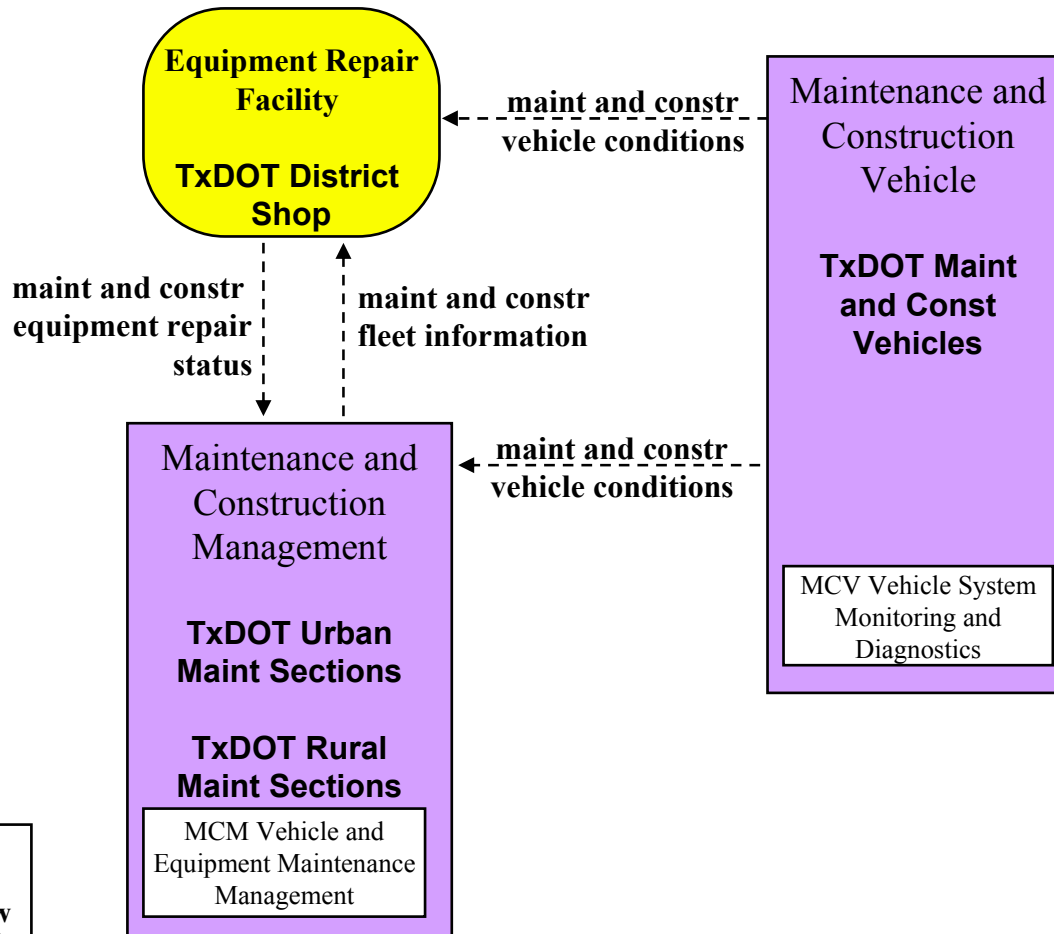 Equipment Repair
Facility
TxDOT District
Shop
maint and constr
vehicle conditions
Maintenance and
Construction
Vehicle
TxDOT Maint
and Const
Vehicles
MCV Vehicle System
Monitoring and
Diagnostics
maint and constr
equipment repair
status
maint and constr
fleet information
maint and constr
vehicle conditions
Maintenance and
Construction
Management
TxDOT Urban
Maint Sections
TxDOT Rural
Maint Sections
MCM Vehicle and
Equipment Maintenance
Management